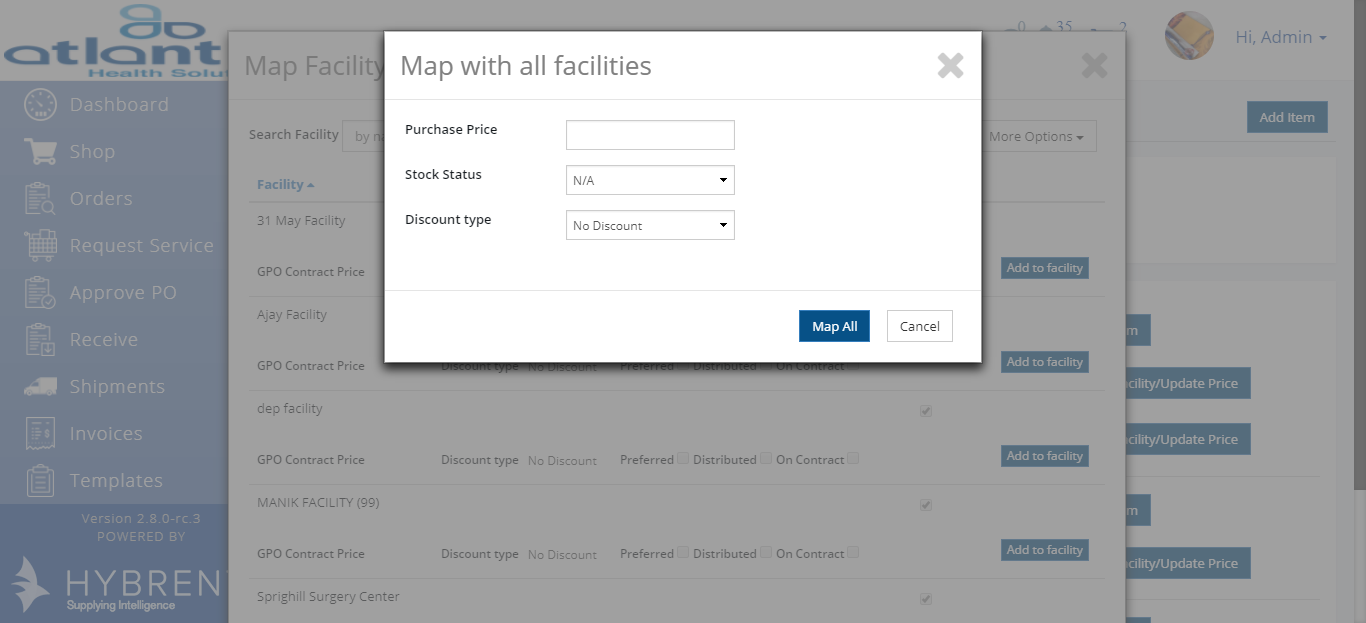 atlant
Health Solu
0 35 2
Hi, Admin
Dashboard
Shop
Orders
Request Service
Approve PO
Receive
Shipments
Invoices
Templates
Version 2.8.0-rc.3
POWERED BY
HYBREN
Supplying Intelligence
Map Facility
Search Facility by na
More Options
Facility
31 May Facility
GPO Contract Price
Add to facility
Ajay Facility
GPO Contract Price Discount type No Discount Preferred Distributed On Contract Add to facility
dep facility
GPO Contract Price Discount type No Discount Preferred Distributed On Contract Add to facility
MANIK FACILITY (99)
GPO Contract Price Discount type No Discount Preferred Distributed On Contract Add to facility
Sprighill Surgery Center
Map with all facilities
Purchase Price
Stock Status N/A
Discount type No Discount
Map All Cancel
Add Item
m
cility/Update Price
cility/Update Price
m
cility/Update Price